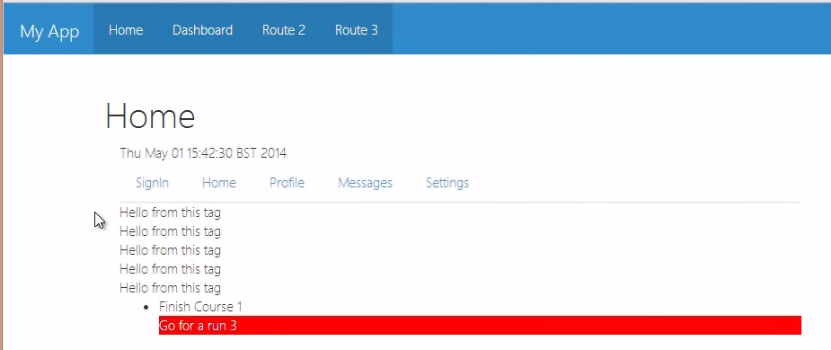 My App Home Dashboard Route 2 Route 3
Home
Thu May 01 15:42:30 BST 2014
SignIn Home Profile Messages Settings
Hello from this tag
Hello from this tag
Hello from this tag
Hello from this tag
Hello from this tag
Finish Course 1
Go for a run 3